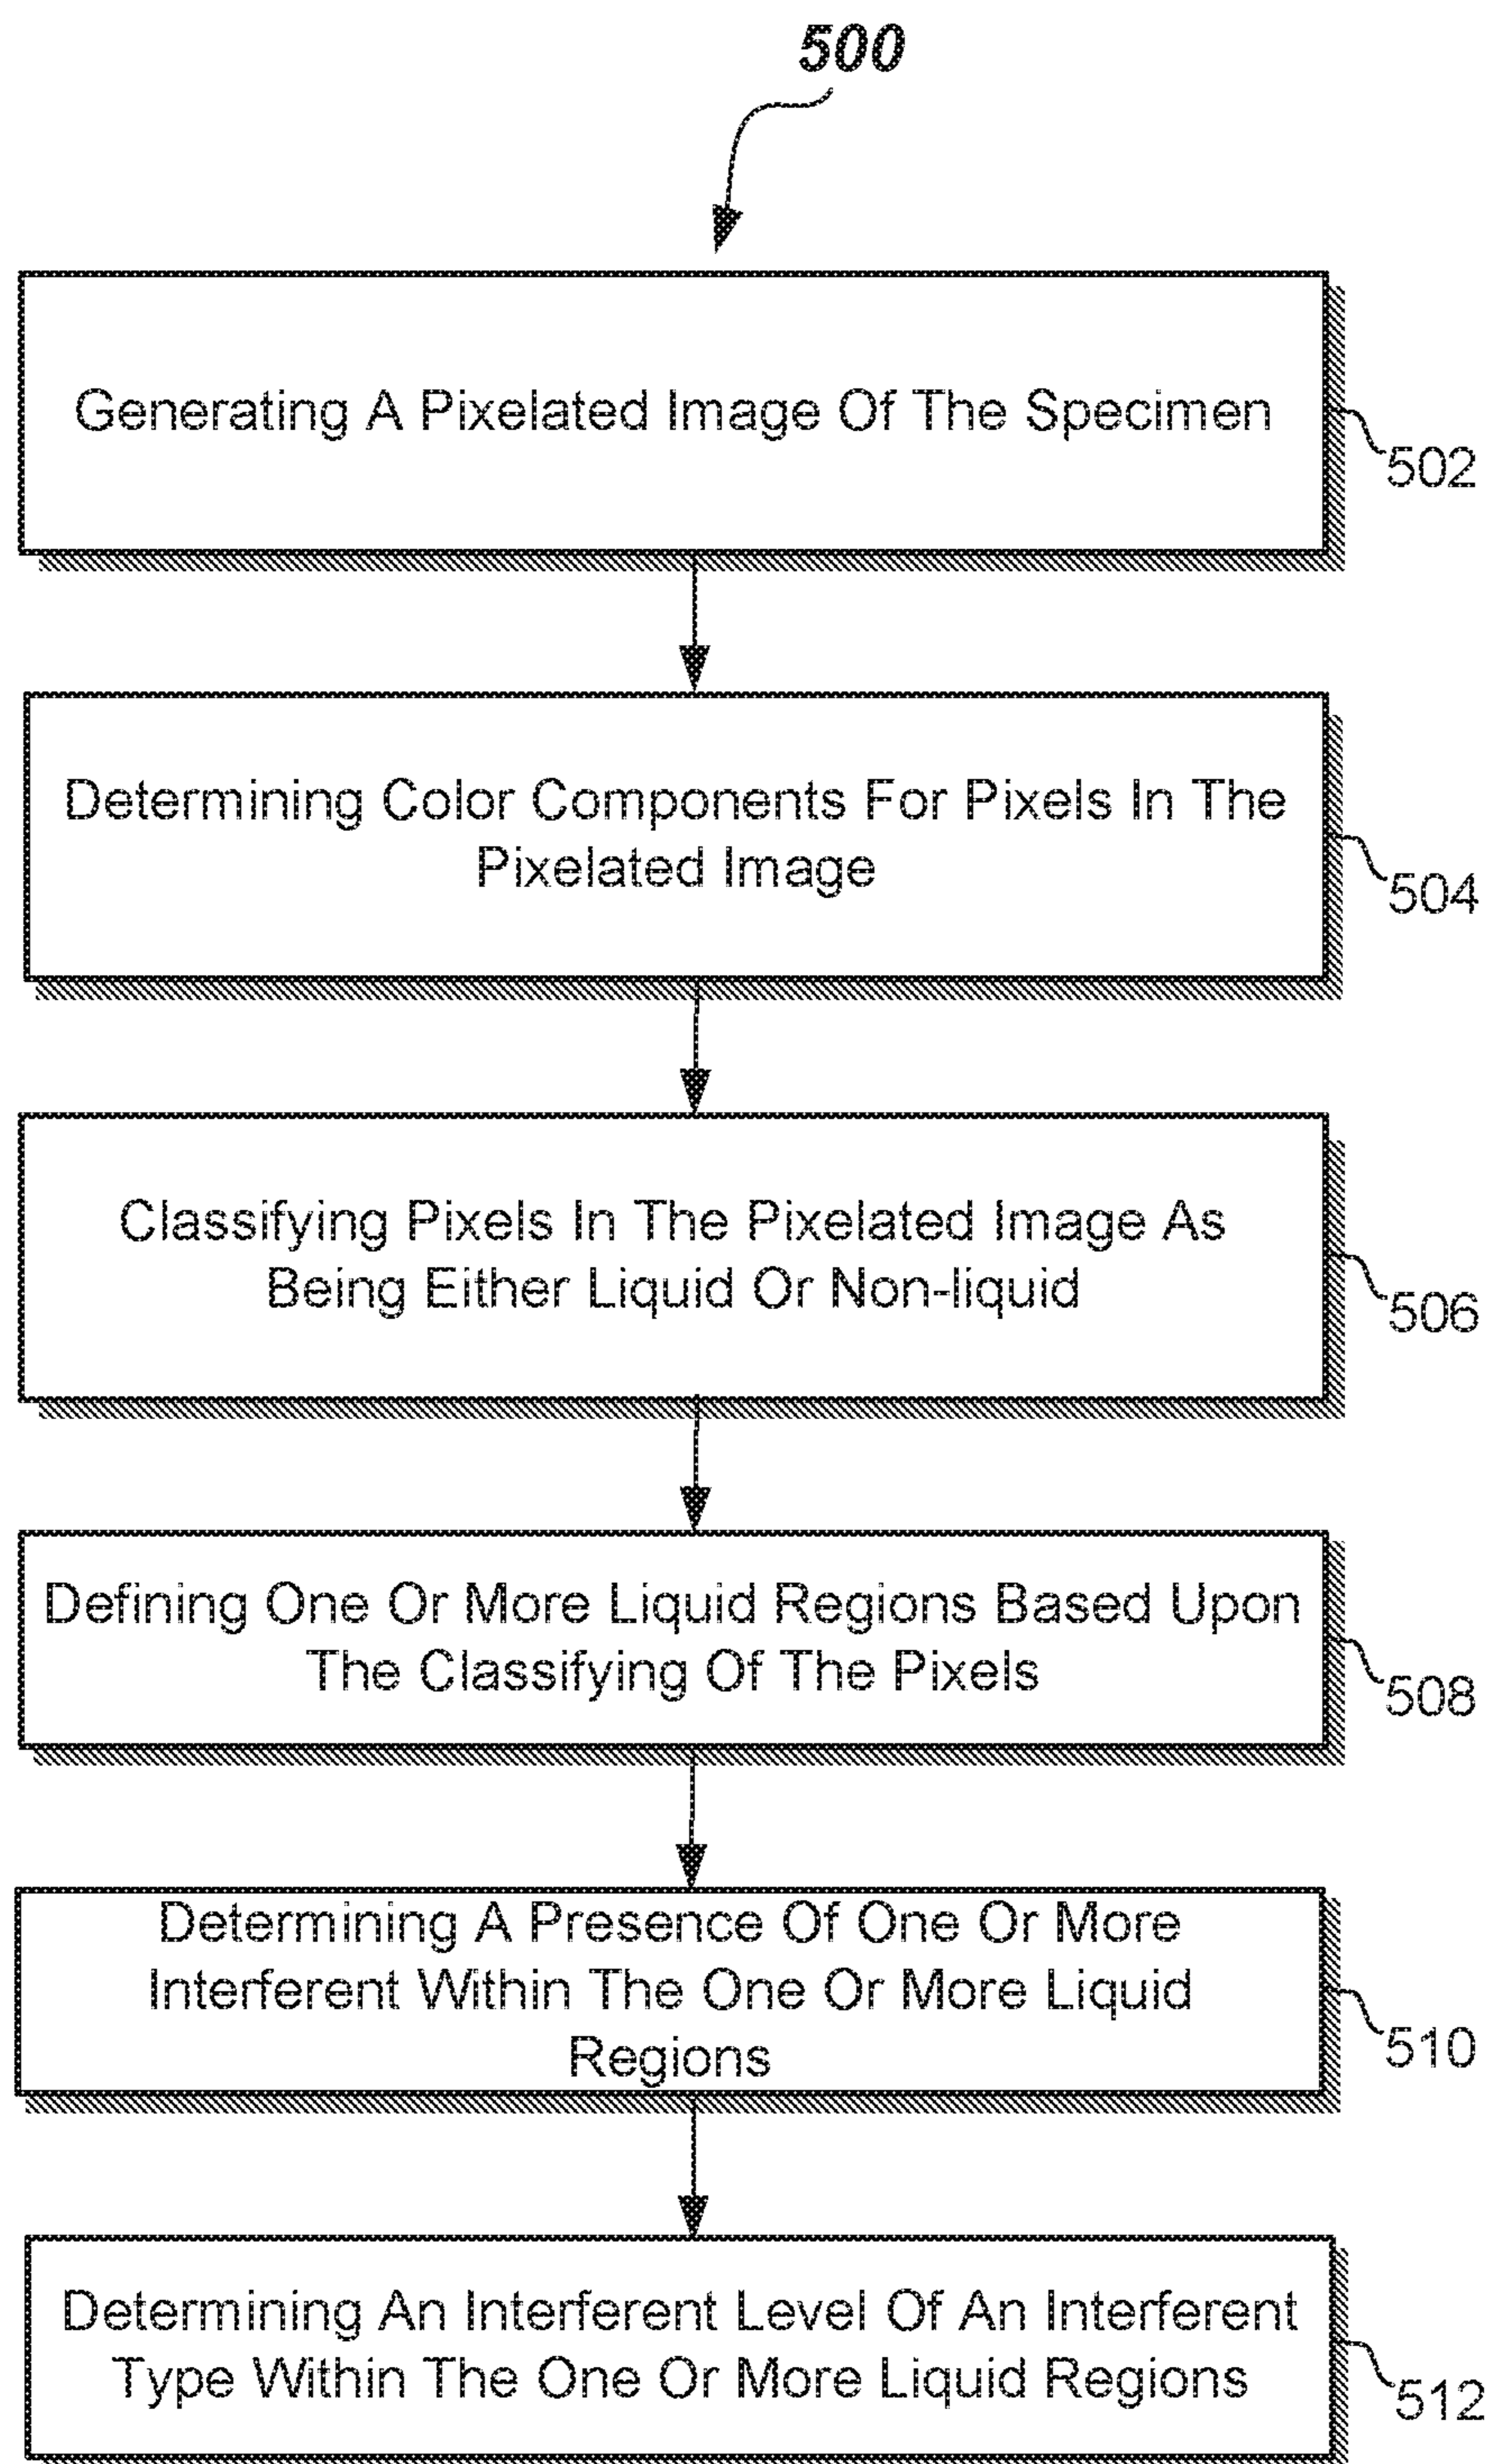 500
Generating A Pixelated Image Of The Specimen
502
Determining Color Components For Pixels In The
Pixelated Image
504
Classifying Pixels In The Pixelated Image As
Being Either Liquid Or Non-liquid
506
Defining One Or More Liquid Regions Based Upon
The Classifying Of The Pixels
508
Determining A Presence Of One Or More
Interferent Within The One Or More Liquid
Regions
510
Determining An Interferent Level Of An Interferent
Type Within The One Or More Liquid Regions
512